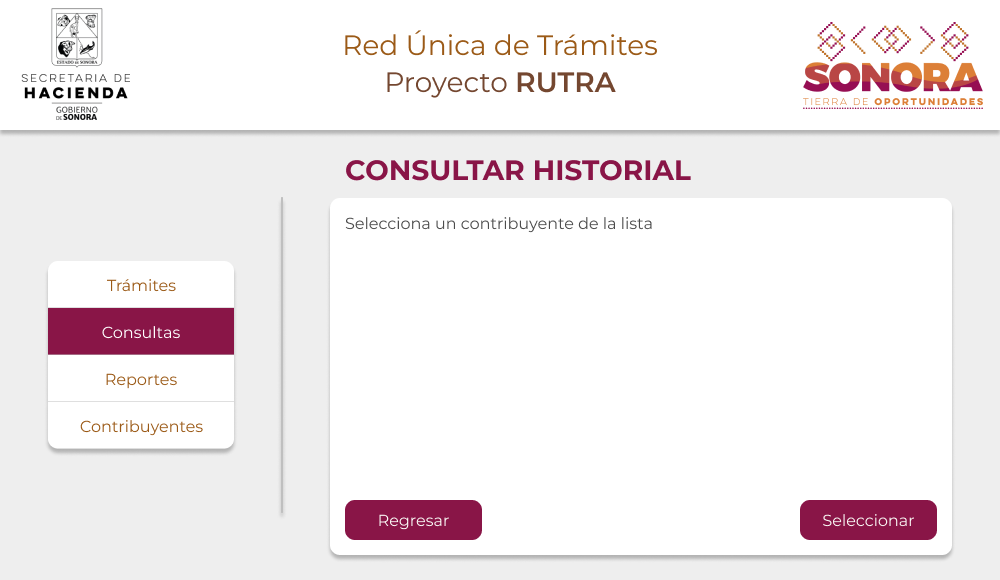 ESTADO DE SONORA
SECRETARIA DE
HACIENDA
GOBIERNO
DE SONORA
Red Única de Trámites
Proyecto RUTRA
SONORA
TIERRA DE OPORTUNIDADES
CONSULTAR HISTORIAL
Selecciona un contribuyente de la lista
Trámites
Consultas
Reportes
Contribuyentes
Regresar
Seleccionar